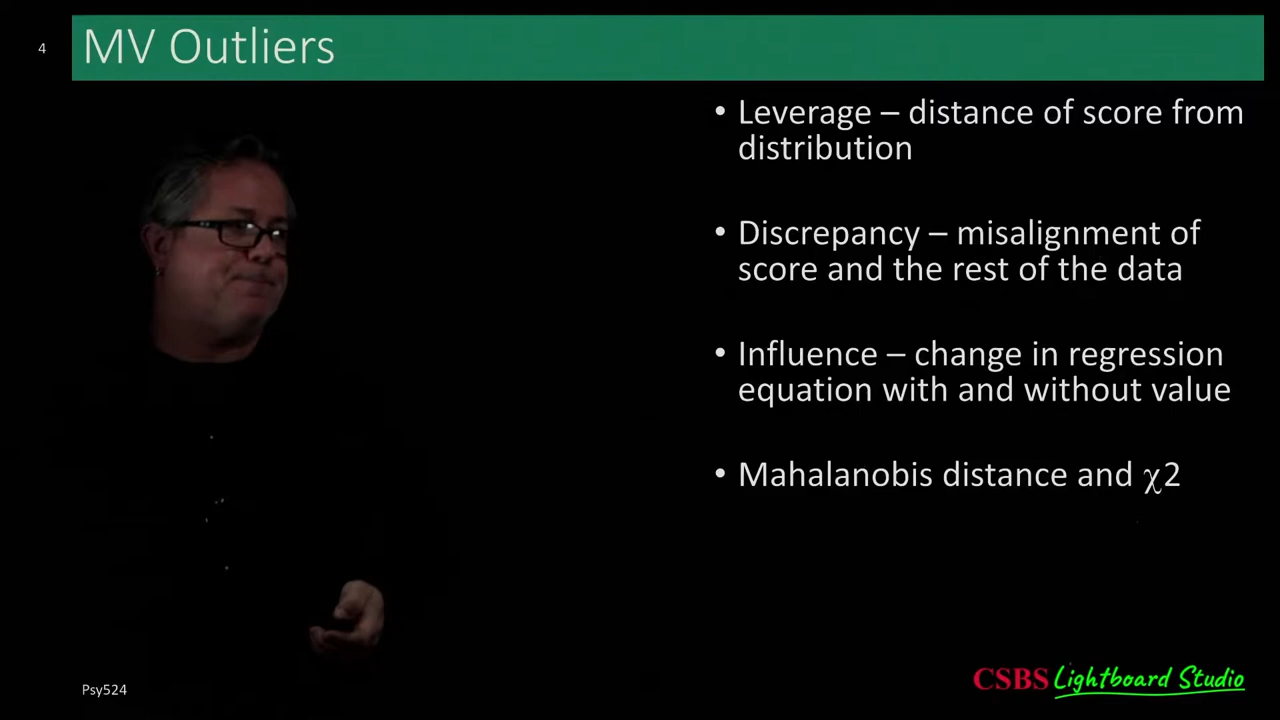 4
MV Outliers
• Leverage – distance of score from
distribution
• Discrepancy – misalignment of
score and the rest of the data
• Influence – change in regression
equation with and without value
• Mahalanobis distance and χ2
Psy524
CSBS Lightboard Studio